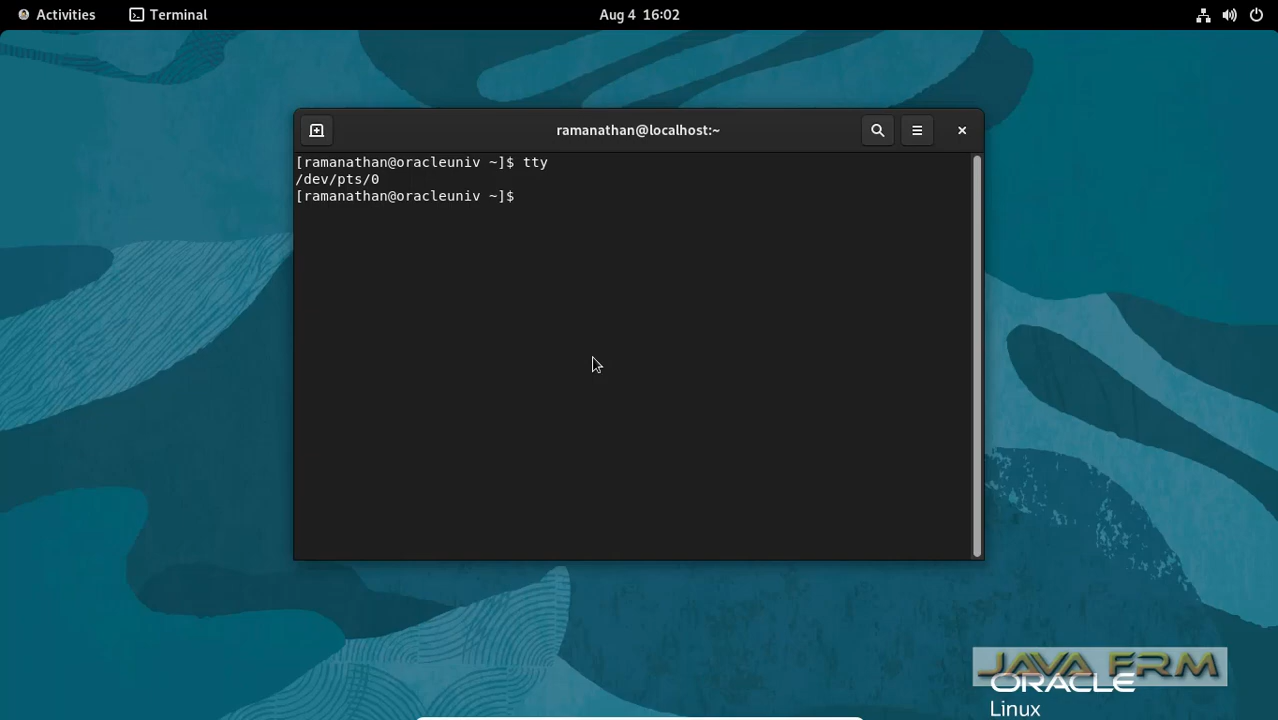 Activities Terminal Aug 4 16:02
ramanathan@localhost:~
[ramanathan@oracleuniv ~]$ tty
/dev/pts/0
[ramanathan@oracleuniv ~]$
JAVA FRM
ORACLE
Linux